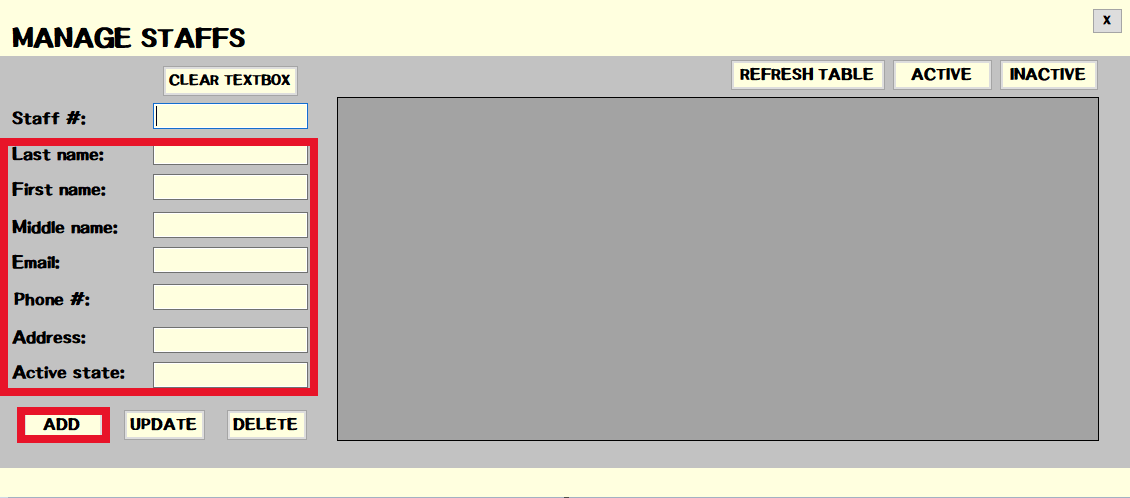 MANAGE STAFFS
X
CLEAR TEXTBOX
REFRESH TABLE
ACTIVE
INACTIVE
Staff #:
Last name:
First name:
Middle name:
Email:
Phone #:
Address:
Active state:
ADD
UPDATE
DELETE